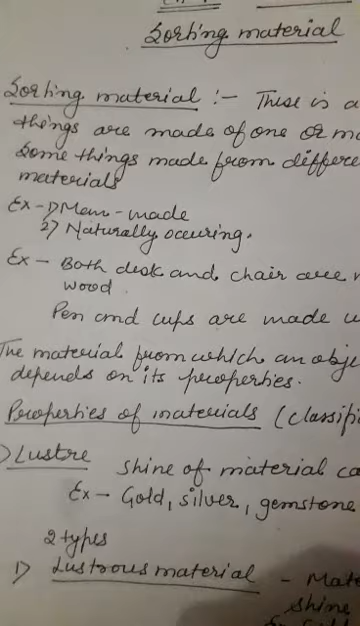 Sorting material
Sorting material :- These is a
things are made of one or m
Some things made from differe
materials
Ex - 1) Man - made
2) Naturally occuring.
Ex - Both desk and chair are
wood
Pen and cups are made u
The material from which an obje
depends on its properties.
Properties of materials (classifi
1) Lustre shine of material ca
Ex - Gold, silver, gemstone
2 types
1) Lustrous material - Mate
shine